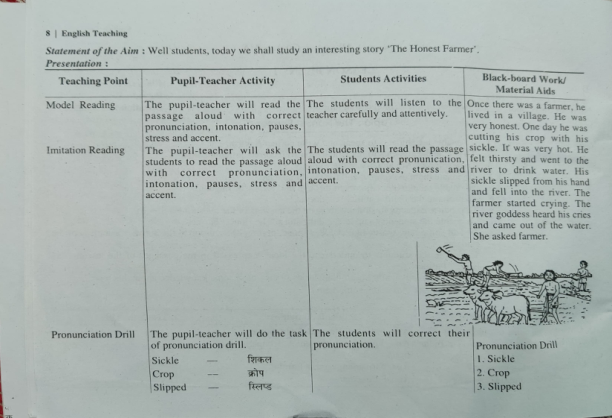 8 | English Teaching
Statement of the Aim : Well students, today we shall study an interesting story 'The Honest Farmer'.
Presentation :
Teaching Point
Pupil-Teacher Activity
Students Activities
Black-board Work/
Material Aids
Model Reading
The pupil-teacher will read the
passage aloud with correct
pronunciation, intonation, pauses,
stress and accent.
The students will listen to the
teacher carefully and attentively.
Once there was a farmer, he
lived in a village. He was
very honest. One day he was
cutting his crop with his
sickle. It was very hot. He
felt thirsty and went to the
river to drink water. His
sickle slipped from his hand
and fell into the river. The
farmer started crying. The
river goddess heard his cries
and came out of the water.
She asked farmer.
Imitation Reading
The pupil-teacher will ask the
students to read the passage aloud
with correct pronunciation,
intonation, pauses, stress and
accent.
The students will read the passage
aloud with correct pronunication,
intonation, pauses, stress and
accent.
Pronunciation Drill
The pupil-teacher will do the task
of pronunciation drill.
Sickle — शिकल
Crop — क्रोप
Slipped — स्लिपड
The students will correct their
pronunciation.
Pronunciation Drill
1. Sickle
2. Crop
3. Slipped